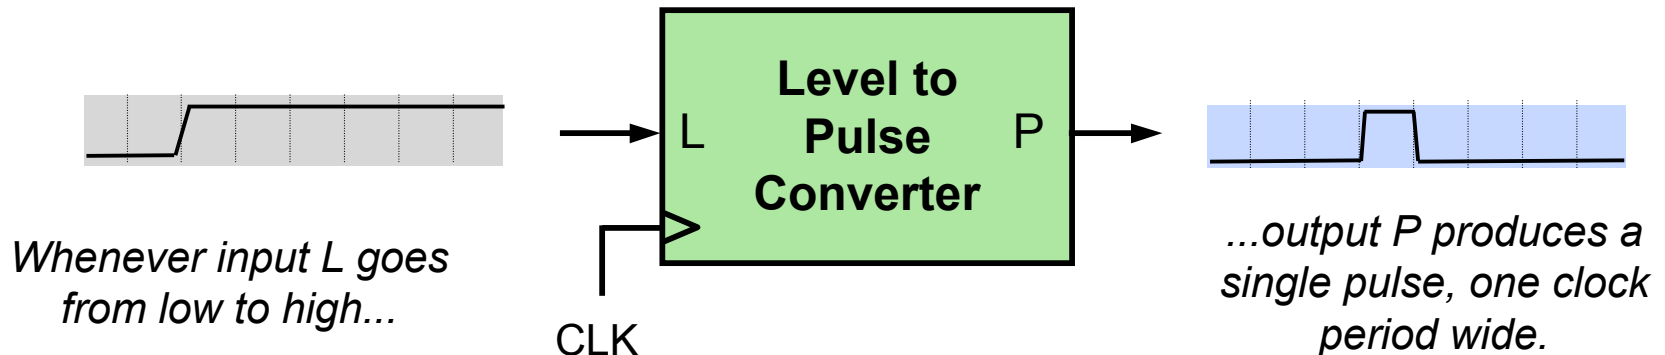 Level to
Pulse
Converter
L
P
CLK
Whenever input L goes
from low to high...
...output P produces a
single pulse, one clock
period wide.